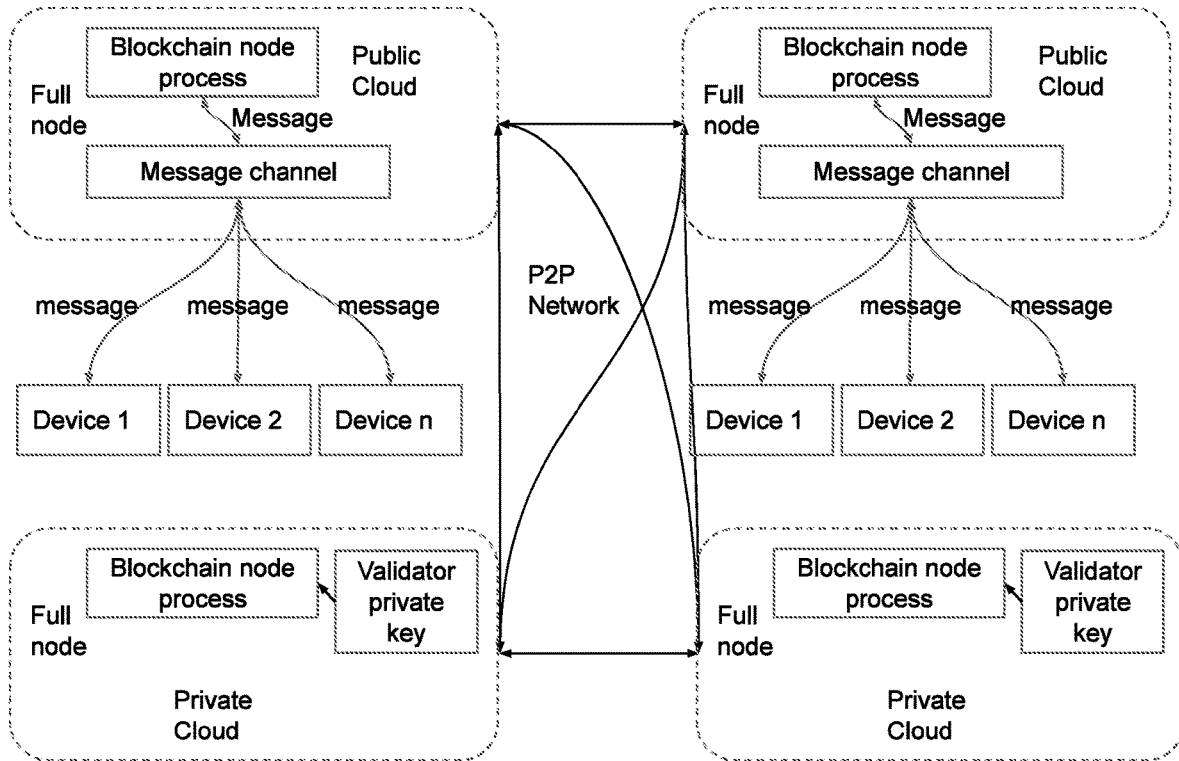 Blockchain node
process
Public
Cloud
Full
node
Message
Message channel
message
message
message
Device 1
Device 2
Device n
Blockchain node
process
Public
Cloud
Full
node
Message
Message channel
message
message
message
Device 1
Device 2
Device n
P2P
Network
Blockchain node
process
Validator
private
key
Full
node
Private
Cloud
Blockchain node
process
Validator
private
key
Full
node
Private
Cloud